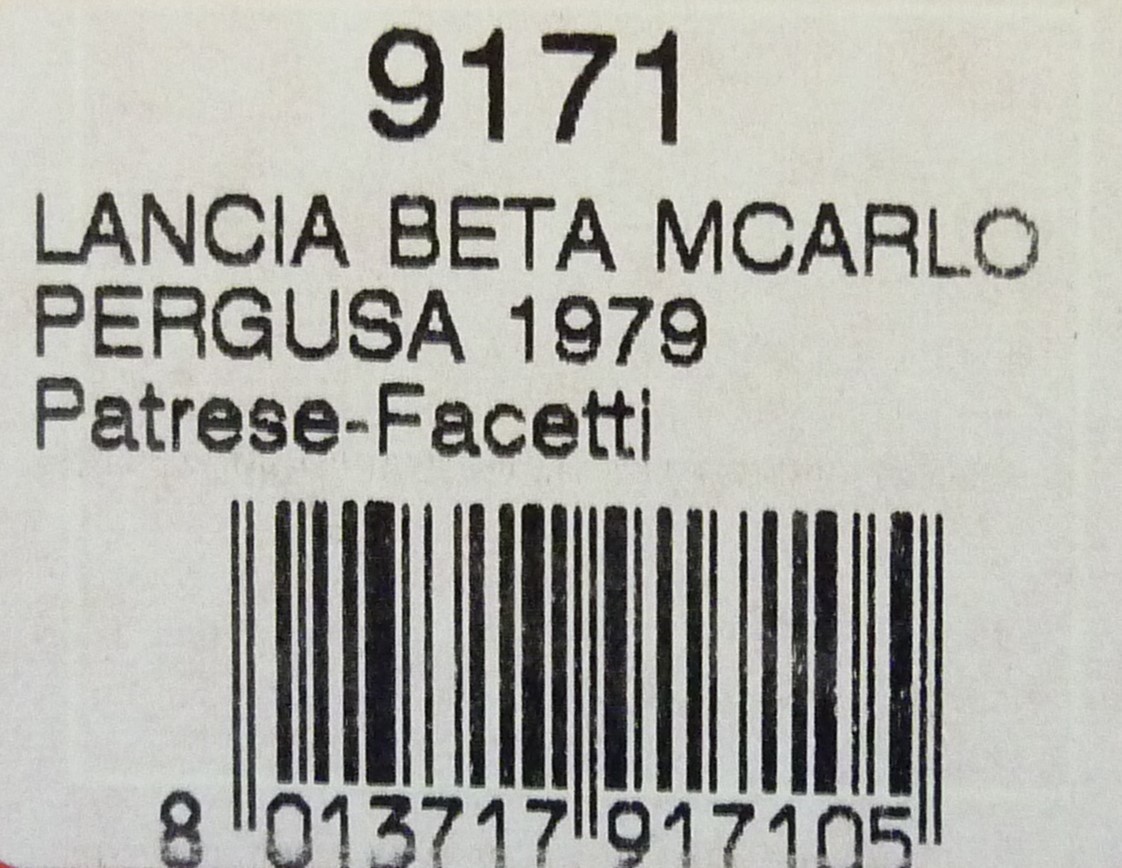 9171
LANCIA BETA MCARLO
PERGUSA 1979
Patrese-Facetti
8 013717 917105